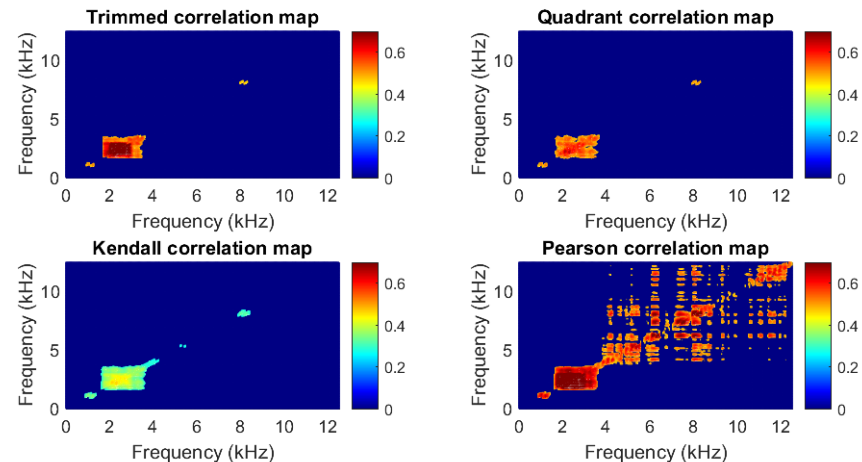 Trimmed correlation map
Quadrant correlation map
Frequency (kHz)
10
5
0
0 2 4 6 8 10 12
Frequency (kHz)
0.6
0.4
0.2
0
Frequency (kHz)
10
5
0
0 2 4 6 8 10 12
Frequency (kHz)
0.6
0.4
0.2
0
Kendall correlation map
Pearson correlation map
Frequency (kHz)
10
5
0
0 2 4 6 8 10 12
Frequency (kHz)
0.6
0.4
0.2
0
Frequency (kHz)
10
5
0
0 2 4 6 8 10 12
Frequency (kHz)
0.6
0.4
0.2
0